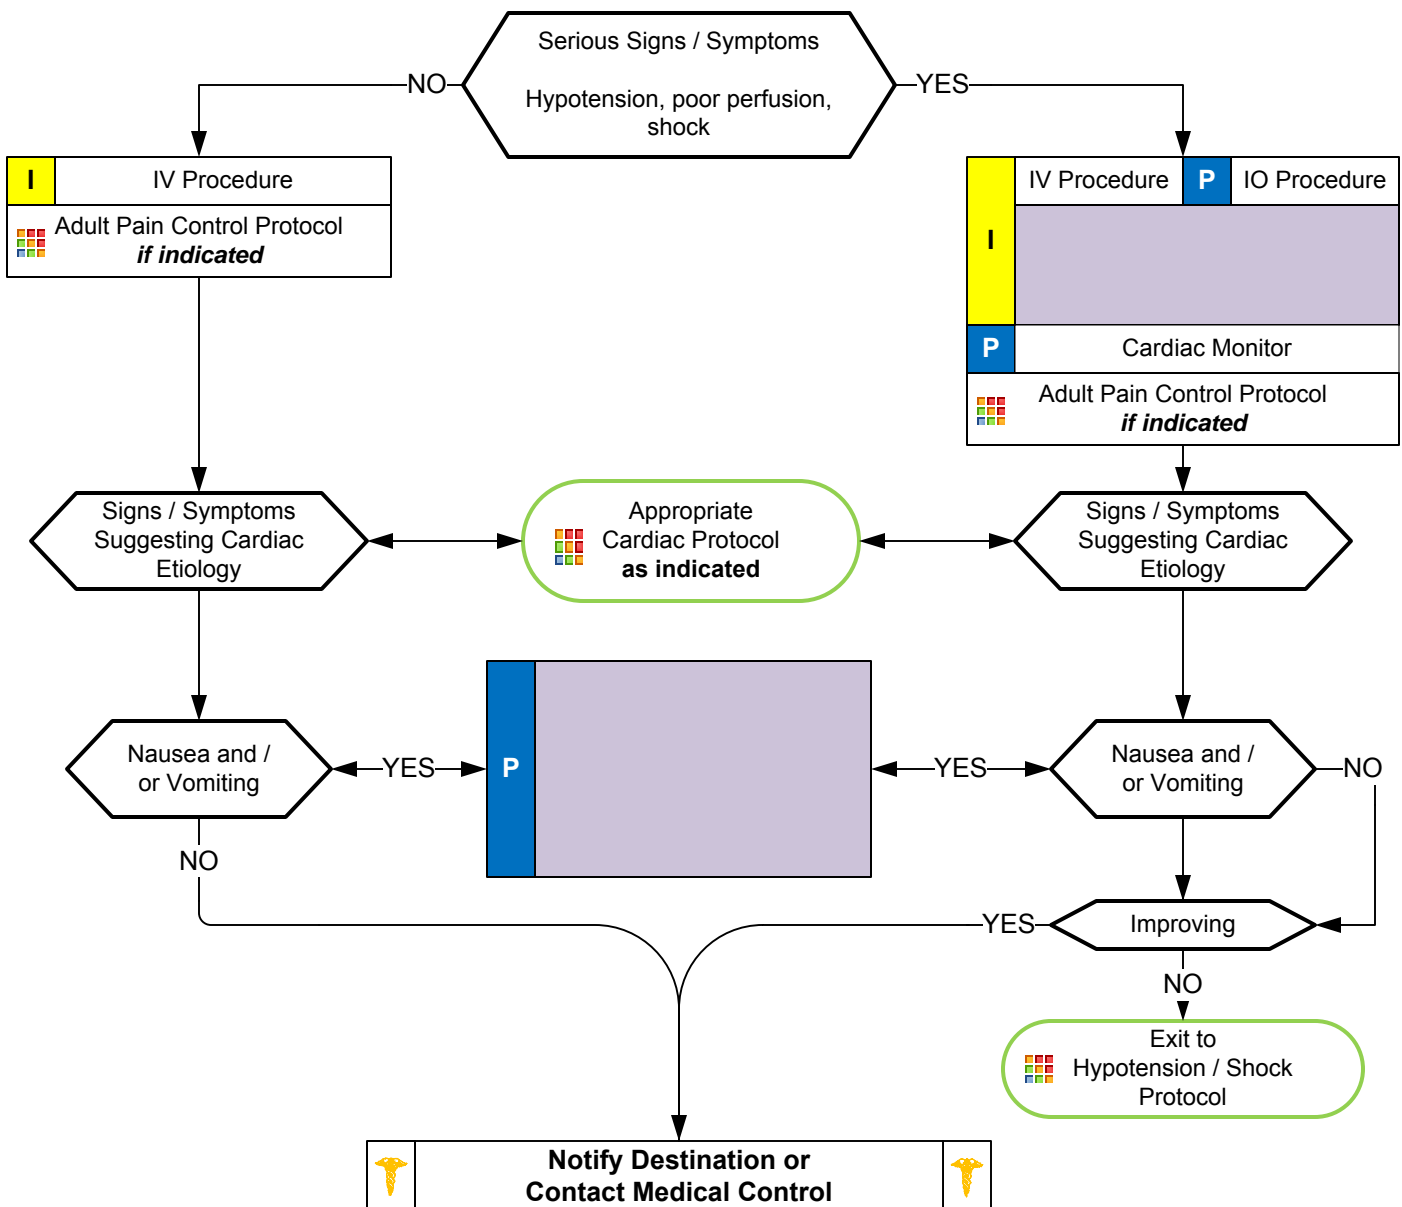 Serious Signs / Symptoms
Hypotension, poor perfusion,
shock
NO
YES
I
IV Procedure
Adult Pain Control Protocol
if indicated
I
IV Procedure
P
IO Procedure
P
Cardiac Monitor
Adult Pain Control Protocol
if indicated
Signs / Symptoms
Suggesting Cardiac
Etiology
Appropriate
Cardiac Protocol
as indicated
Signs / Symptoms
Suggesting Cardiac
Etiology
Nausea and /
or Vomiting
YES
P
YES
Nausea and /
or Vomiting
NO
NO
YES
Improving
NO
Exit to
Hypotension / Shock
Protocol
Notify Destination or
Contact Medical Control